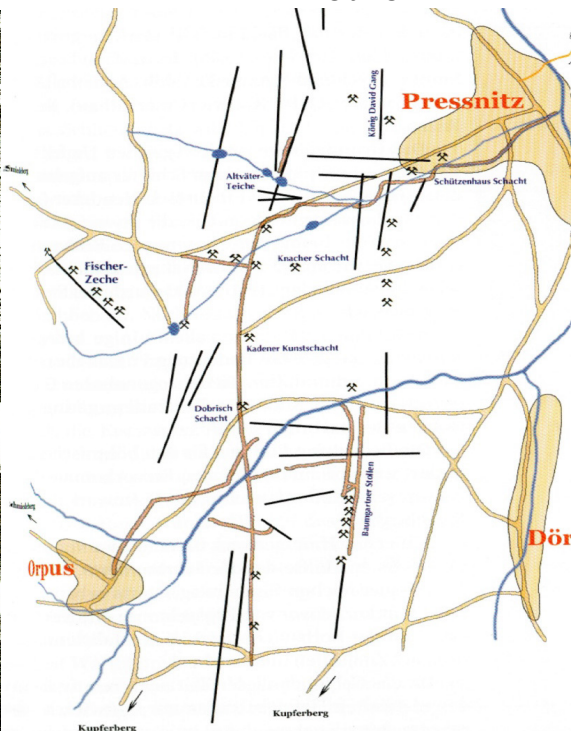 König David Gang
Pressnitz
Altväter-
Teiche
Schützenhaus Schacht
Knacher Schacht
Fischer-
Zeche
Kadener Kunstschacht
Dobrisch
Schacht
Baumgartner Stollen
Orpus
Dör
Kupferberg
Kupferberg